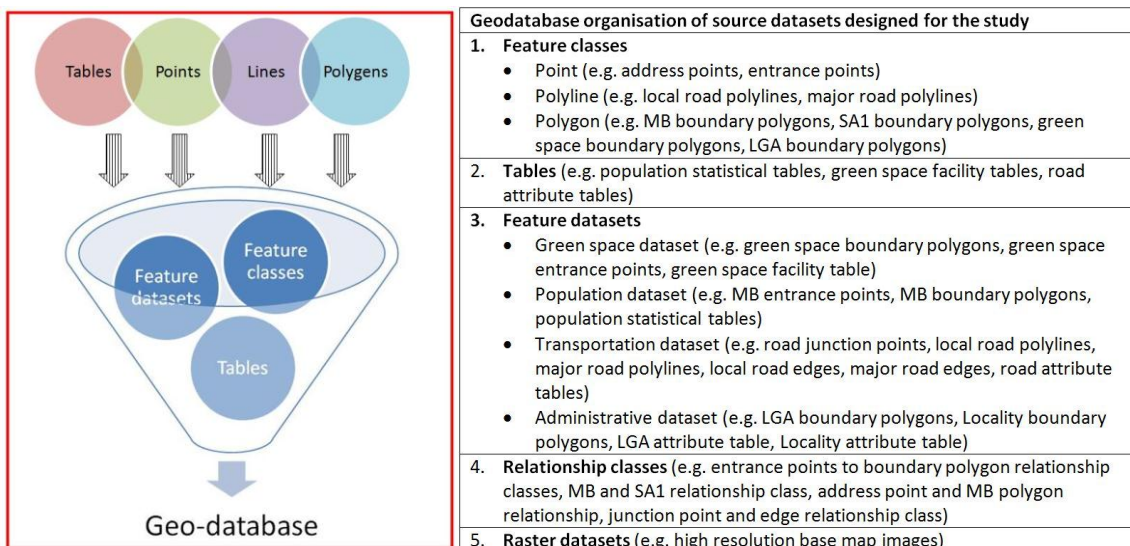 Tables
Points
Lines
Polygens
Feature
datasets
Feature
classes
Tables
Geo-database
Geodatabase organisation of source datasets designed for the study
1. Feature classes
• Point (e.g. address points, entrance points)
• Polyline (e.g. local road polylines, major road polylines)
• Polygon (e.g. MB boundary polygons, SA1 boundary polygons, green
space boundary polygons, LGA boundary polygons)
2. Tables (e.g. population statistical tables, green space facility tables, road
attribute tables)
3. Feature datasets
• Green space dataset (e.g. green space boundary polygons, green space
entrance points, green space facility table)
• Population dataset (e.g. MB entrance points, MB boundary polygons,
population statistical tables)
• Transportation dataset (e.g. road junction points, local road polylines,
major road polylines, local road edges, major road edges, road attribute
tables)
• Administrative dataset (e.g. LGA boundary polygons, Locality boundary
polygons, LGA attribute table, Locality attribute table)
4. Relationship classes (e.g. entrance points to boundary polygon relationship
classes, MB and SA1 relationship class, address point and MB polygon
relationship, junction point and edge relationship class)
5. Raster datasets (e.g. high resolution base map images)